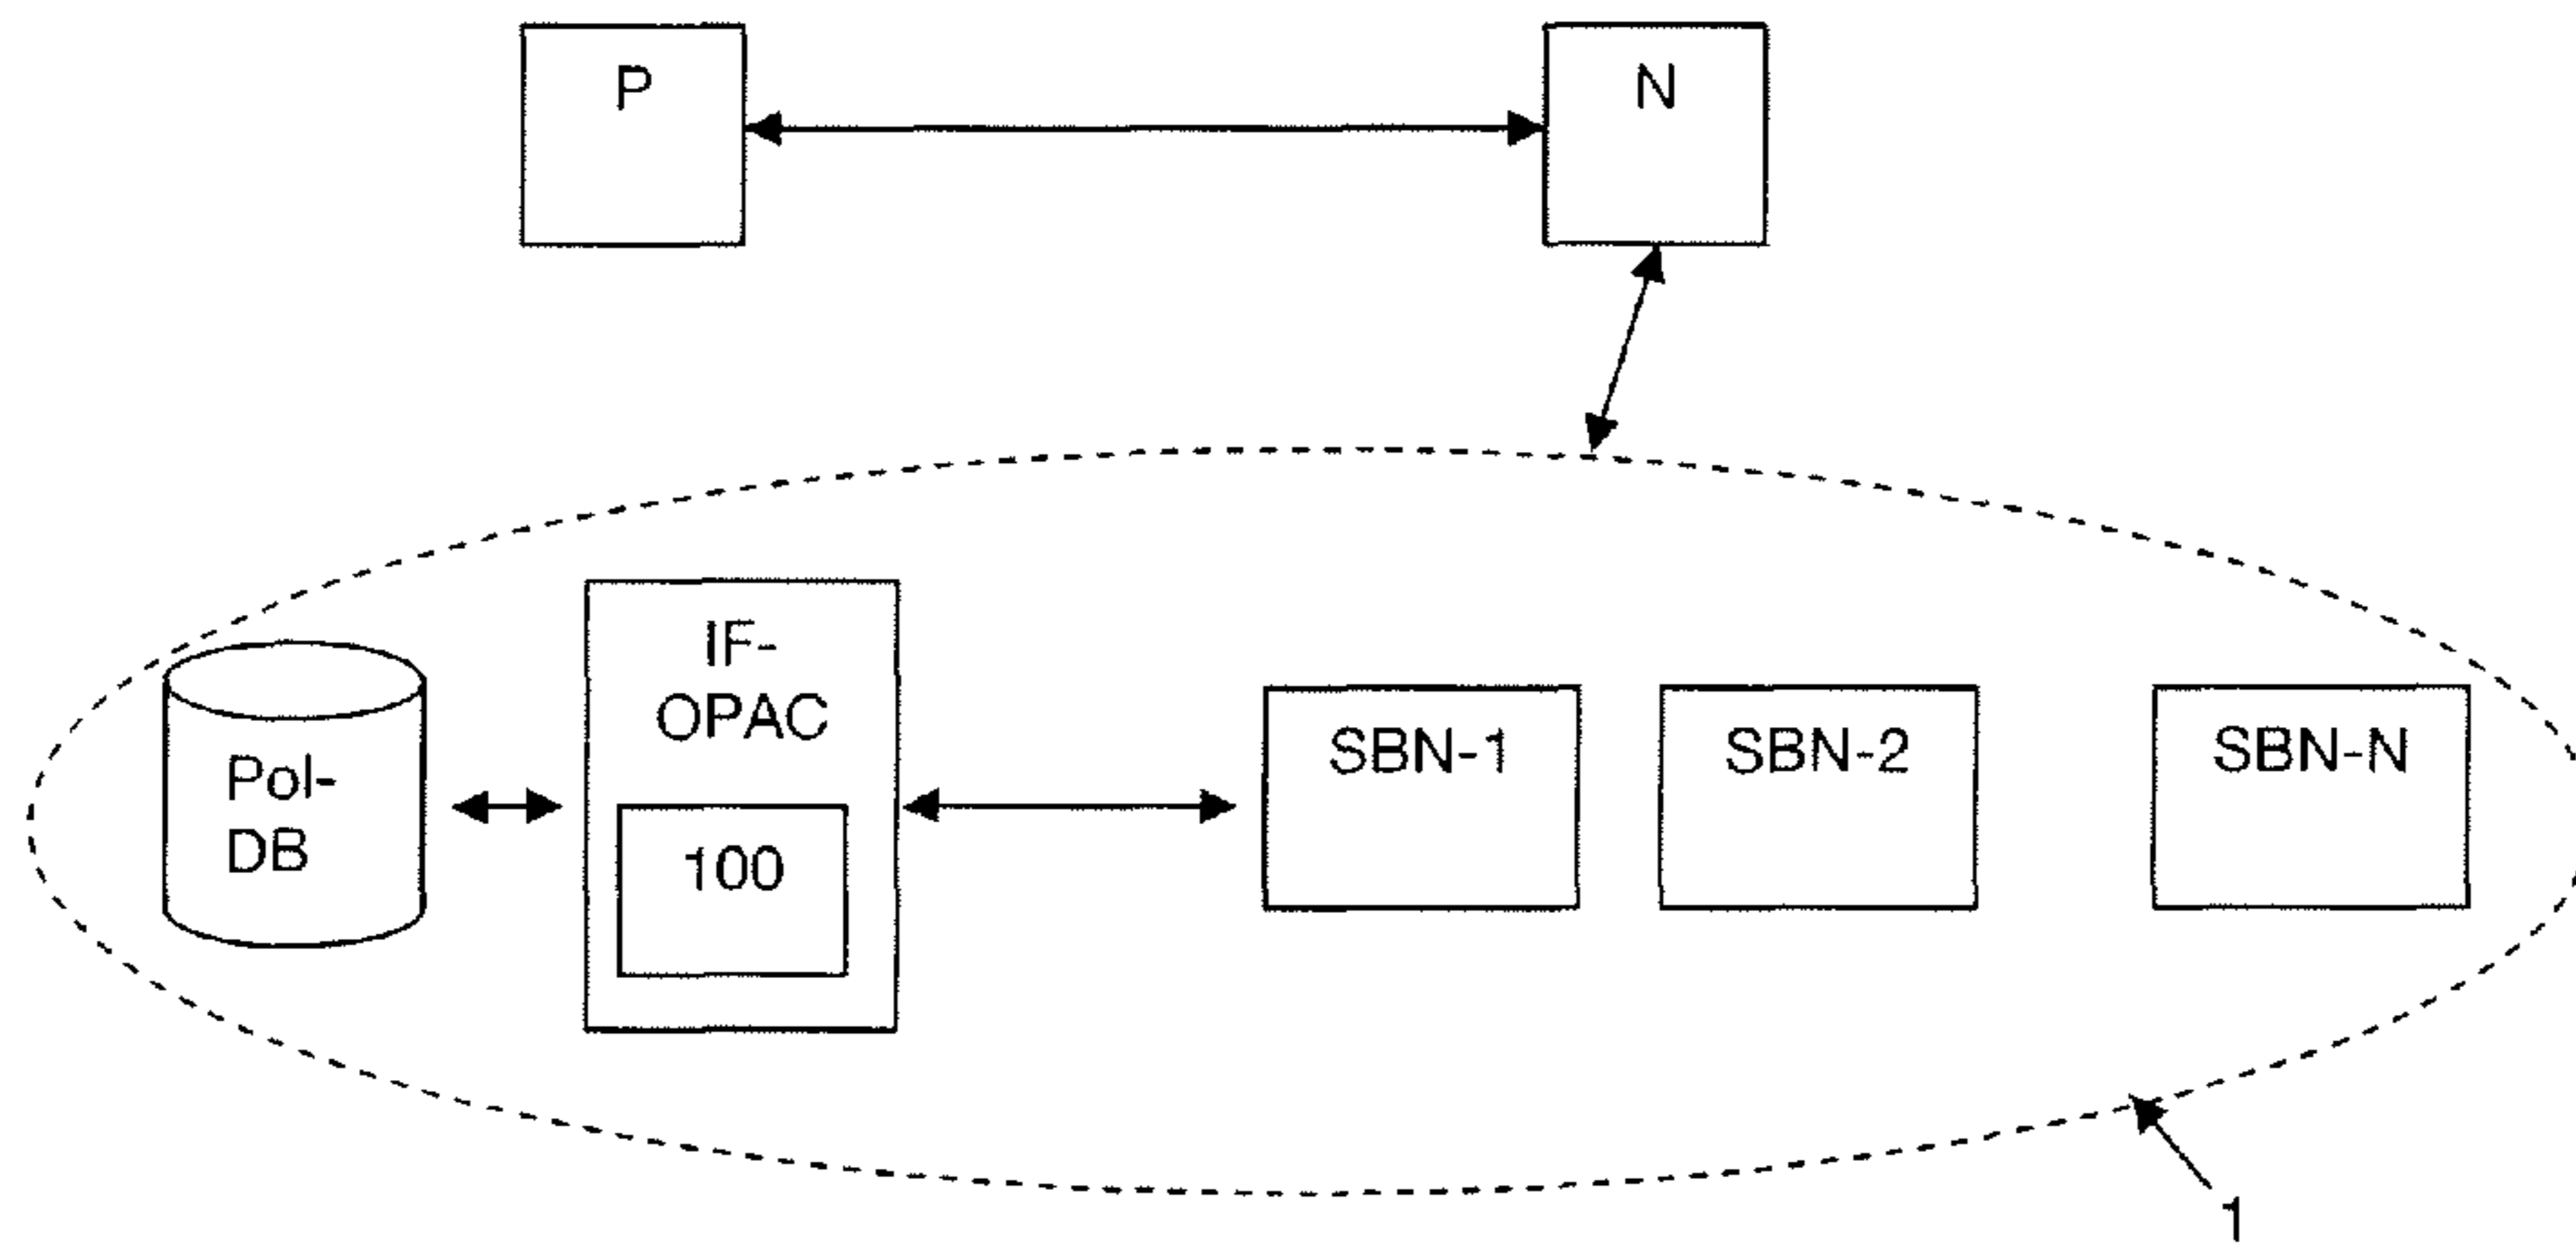 P
N
IF-
OPAC
100
Pol-
DB
SBN-1
SBN-2
SBN-N
1